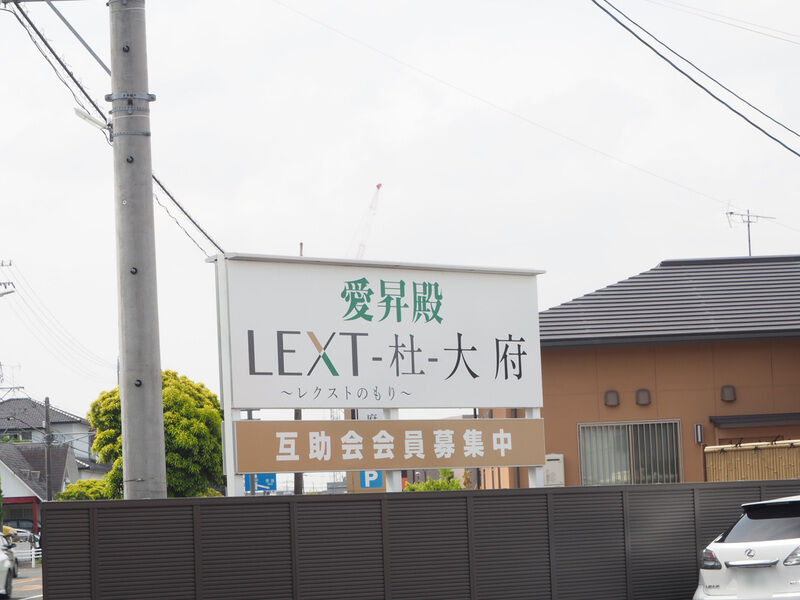 愛昇殿
LEXT-杜-大府
～レクストのもり～
互助会会員募集中
P